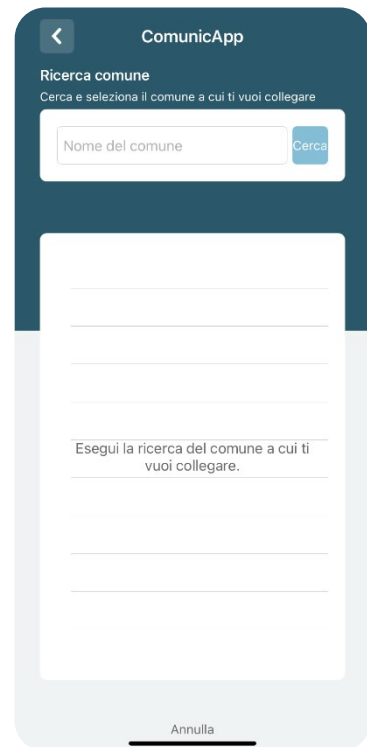 ComunicApp
Ricerca comune
Cerca e seleziona il comune a cui ti vuoi collegare
Nome del comune
Cerca
Esegui la ricerca del comune a cui ti
vuoi collegare.
Annulla